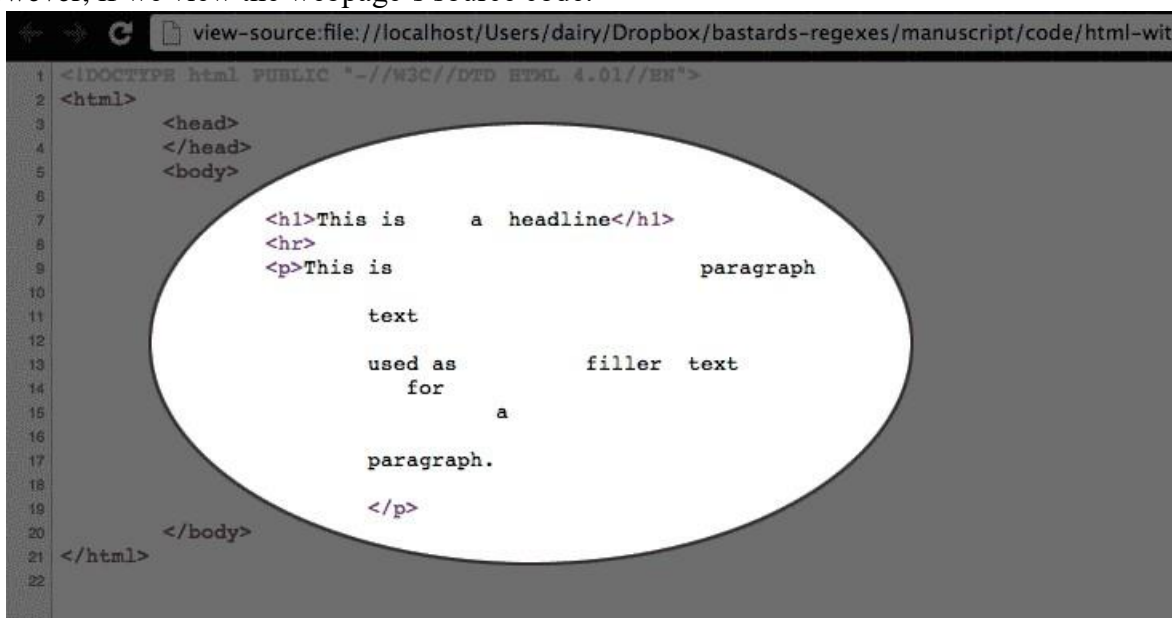 wever, if we view the webpage's source code:
view-source:file://localhost/Users/dairy/Dropbox/bastards-regexes/manuscript/code/html-wit
1 <!DOCTYPE html PUBLIC "-//W3C//DTD HTML 4.01//EN">
2 <html>
3 <head>
4 </head>
5 <body>
6
7 <h1>This is    a  headline</h1>
8 <hr>
9 <p>This is                        paragraph
10
11 text
12
13 used as          filler  text
14 for
15 a
16
17 paragraph.
18
19 </p>
20 </body>
21 </html>
22